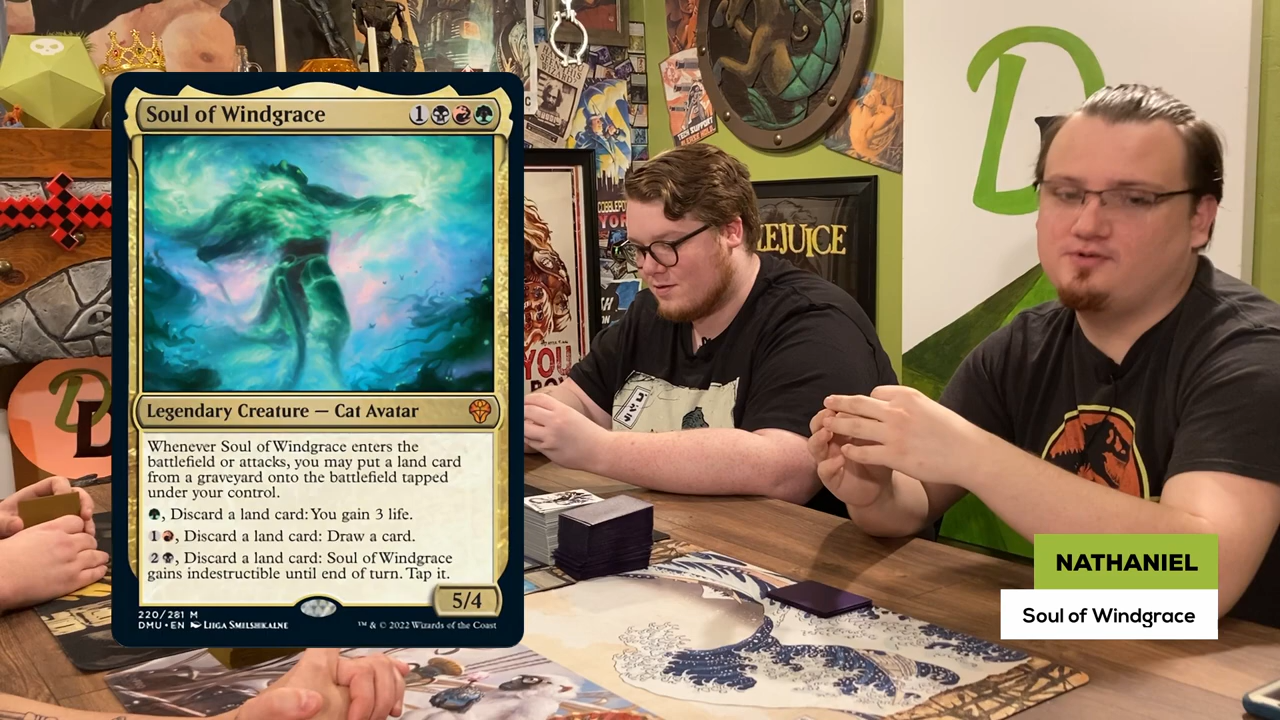 Soul of Windgrace
1
Legendary Creature — Cat Avatar
Whenever Soul of Windgrace enters the
battlefield or attacks, you may put a land card
from a graveyard onto the battlefield tapped
under your control.
, Discard a land card: You gain 3 life.
1 , Discard a land card: Draw a card.
2 , Discard a land card: Soul of Windgrace
gains indestructible until end of turn. Tap it.
5/4
220/281 M
DMU • EN LIIGA SMILSHKALNE
™ & © 2022 Wizards of the Coast
TECH SUPPORT
EJUICE
YOU
D
D
NATHANIEL
Soul of Windgrace